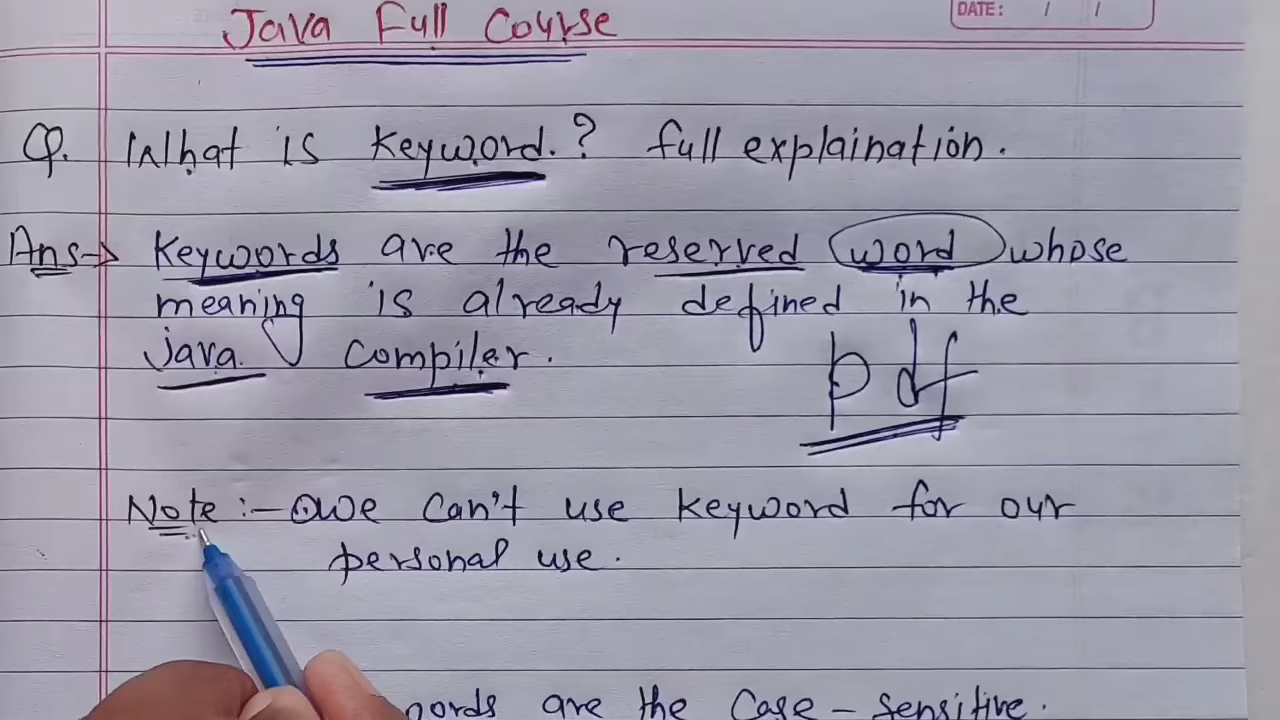 Java Full Course
DATE: / /
Q. What is Keyword.? full explaination.
Ans→ Keywords are the reserved word whose
meaning is already defined in the
java compiler.
pdf
Note :- ① we can't use keyword for our
personal use.
are the case - sensitive.